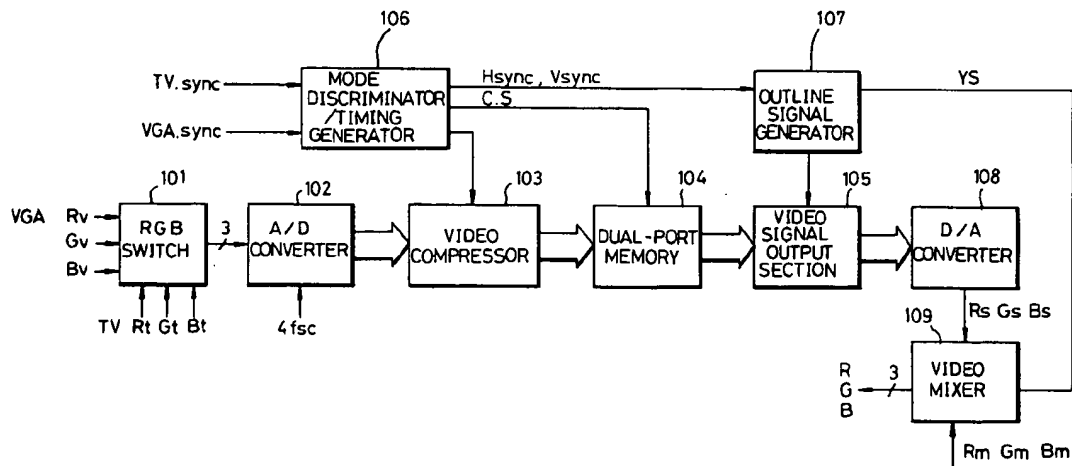 106
107
TV.sync
MODE
DISCRIMINATOR
/TIMING
GENERATOR
Hsync, Vsync
C.S
OUTLINE
SIGNAL
GENERATOR
YS
VGA.sync
101
102
103
104
105
108
VGA Rv
Gv
Bv
RGB
SWITCH
3
A/D
CONVERTER
VIDEO
COMPRESSOR
DUAL-PORT
MEMORY
VIDEO
SIGNAL
OUTPUT
SECTION
D/A
CONVERTER
TV Rt Gt Bt
4fsc
Rs Gs Bs
109
R
G
B
3
VIDEO
MIXER
Rm Gm Bm